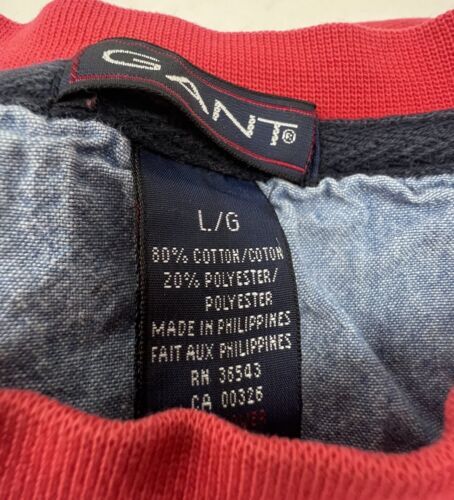 GANT®
L/G
80% COTTON/COTON
20% POLYESTER/
POLYESTER
MADE IN PHILIPPINES
FAIT AUX PHILIPPINES
RN 36543
CA 00326